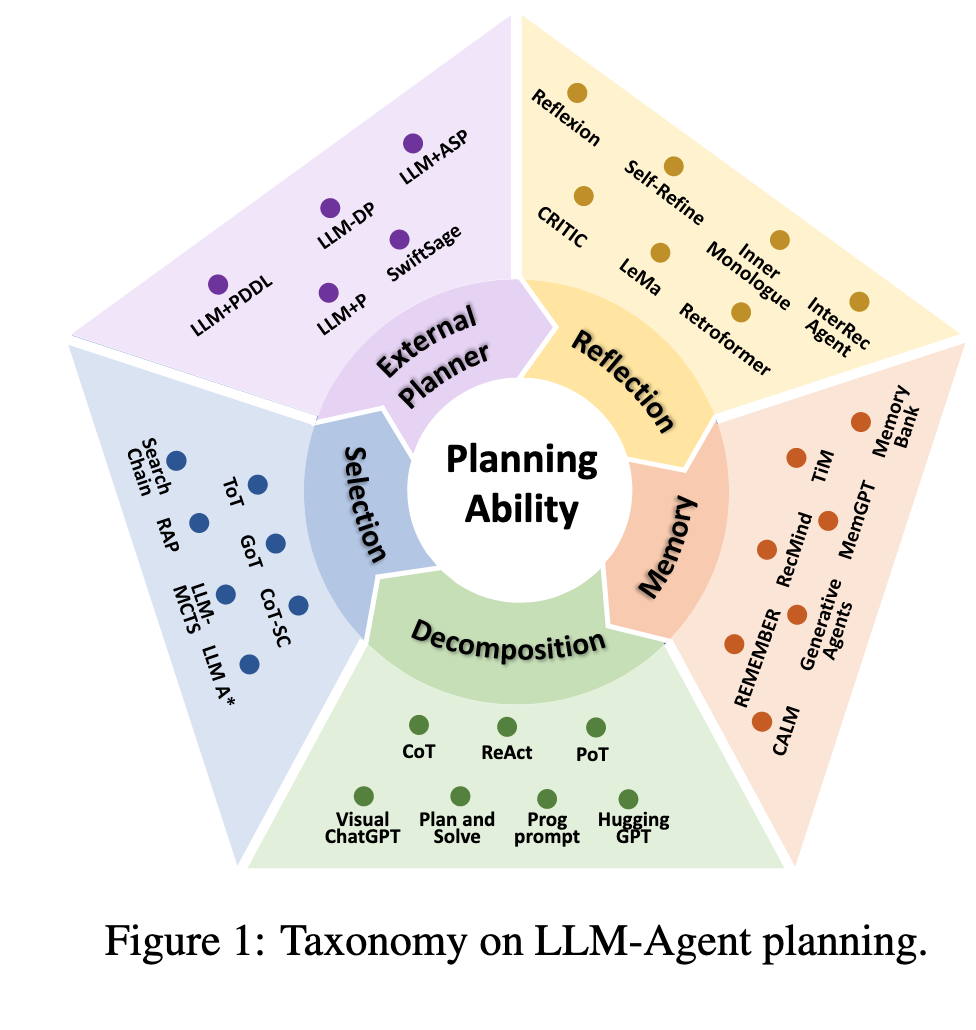 LLM+ASP
LLM-DP
SwiftSage
LLM+PDDL
LLM+P
External
Planner
Reflexion
Self-Refine
CRITIC
Inner
Monologue
LeMa
InterRec
Agent
Retroformer
Reflection
Planning
Ability
Search
Chain
ToT
RAP
GoT
LLM-
MCTS
CoT-SC
LLM A*
Selection
Memory
Bank
TiM
MemGPT
RecMind
Generative
Agents
REMEMBER
CALM
Memory
Decomposition
CoT
ReAct
PoT
Visual
ChatGPT
Plan and
Solve
Prog
prompt
Hugging
GPT
Figure 1: Taxonomy on LLM-Agent planning.